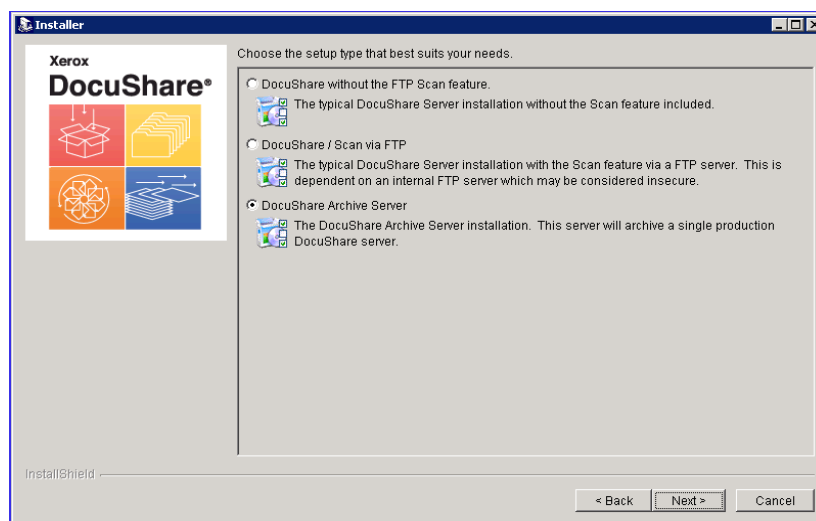 Installer
Xerox
DocuShare®
Choose the setup type that best suits your needs.
DocuShare without the FTP Scan feature.
The typical DocuShare Server installation without the Scan feature included.
DocuShare / Scan via FTP
The typical DocuShare Server installation with the Scan feature via a FTP server. This is
dependent on an internal FTP server which may be considered insecure.
DocuShare Archive Server
The DocuShare Archive Server installation. This server will archive a single production
DocuShare server.
InstallShield
< Back
Next >
Cancel